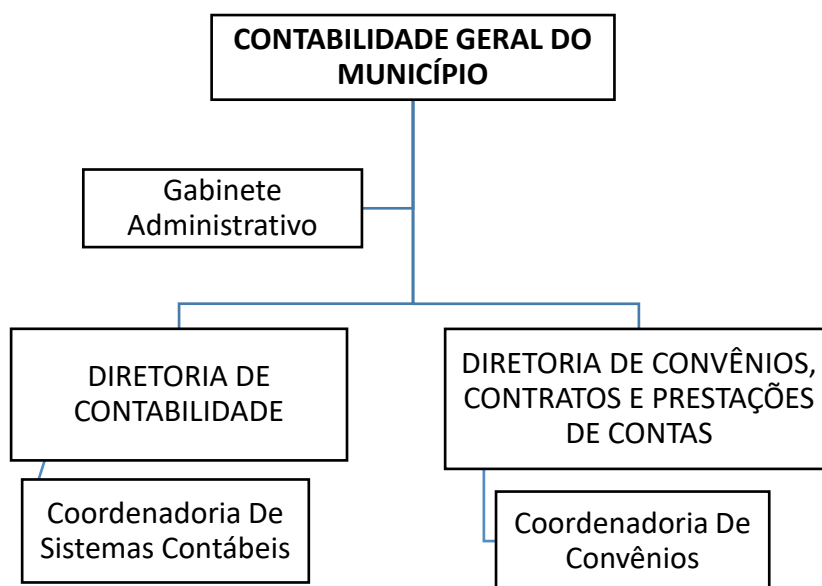 CONTABILIDADE GERAL DO
MUNICÍPIO
Gabinete
Administrativo
DIRETORIA DE
CONTABILIDADE
DIRETORIA DE CONVÊNIOS,
CONTRATOS E PRESTAÇÕES
DE CONTAS
Coordenadoria De
Sistemas Contábeis
Coordenadoria De
Convênios